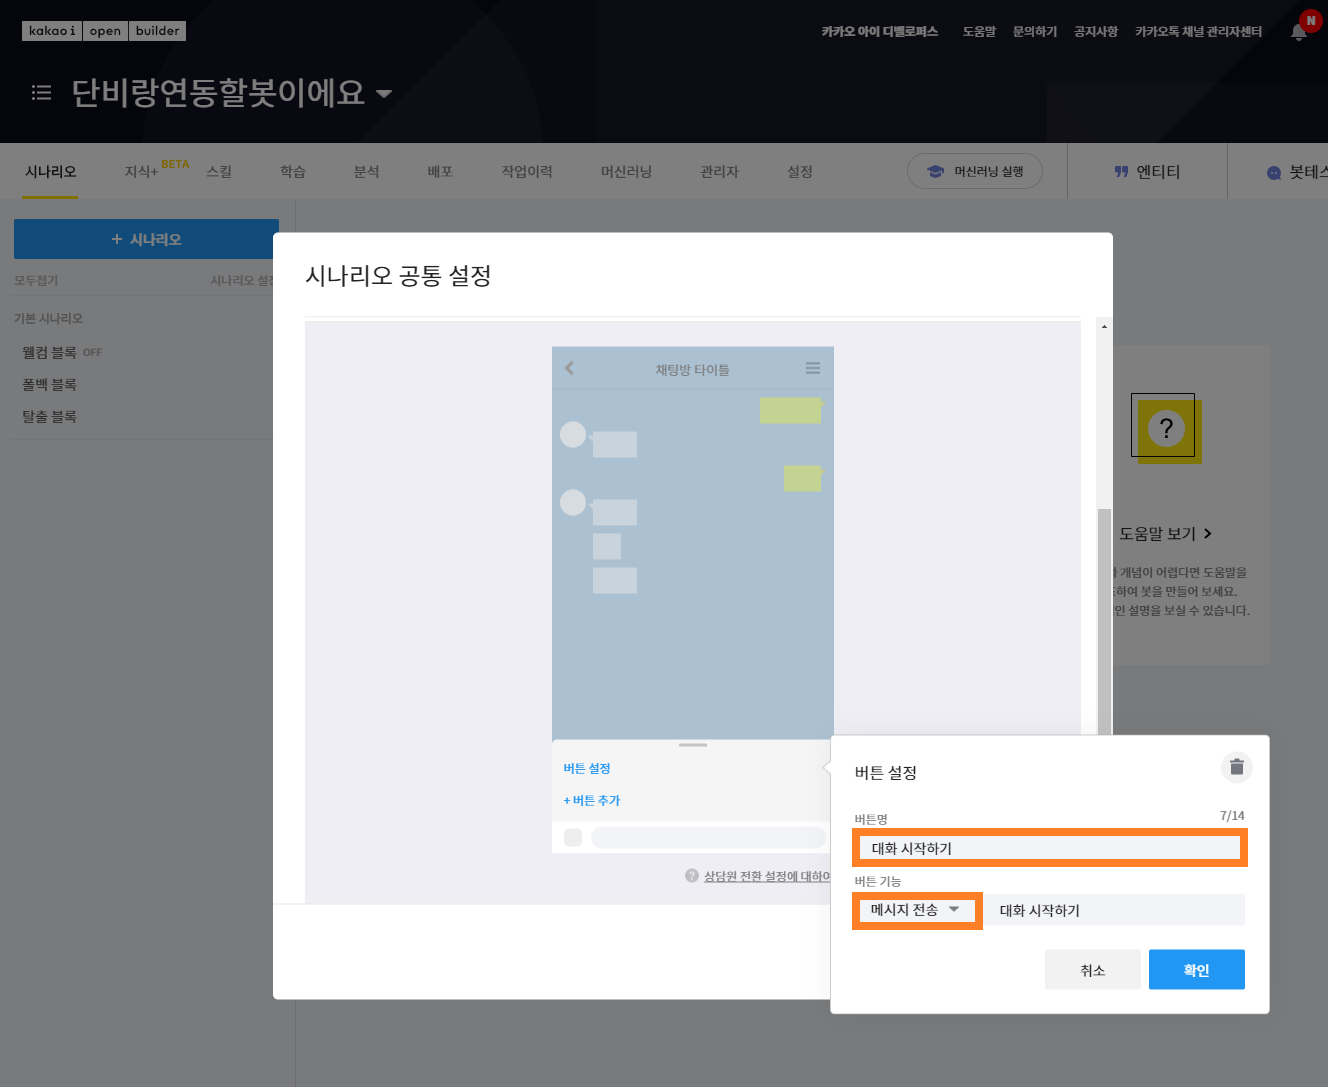 kakao i open builder
카카오 아이 디벨로퍼스 도움말 문의하기 공지사항 카카오톡 채널 관리자센터 N
단비랑연동할봇이에요
시나리오 지식+ BETA 스킬 학습 분석 배포 작업이력 머신러닝 관리자 설정 머신러닝 실행 엔티티 봇테스
+ 시나리오
모두접기 시나리오 설정
기본 시나리오
웰컴 블록 OFF
폴백 블록
탈출 블록
시나리오 공통 설정
채팅방 타이틀
?
도움말 보기
개념이 어렵다면 도움말을
하여 봇을 만들어 보세요.
인 설명을 보실 수 있습니다.
버튼 설정
+ 버튼 추가
? 상담원 전환 설정에 대하여
버튼 설정
버튼명 7/14
대화 시작하기
버튼 기능
메시지 전송 대화 시작하기
취소 확인